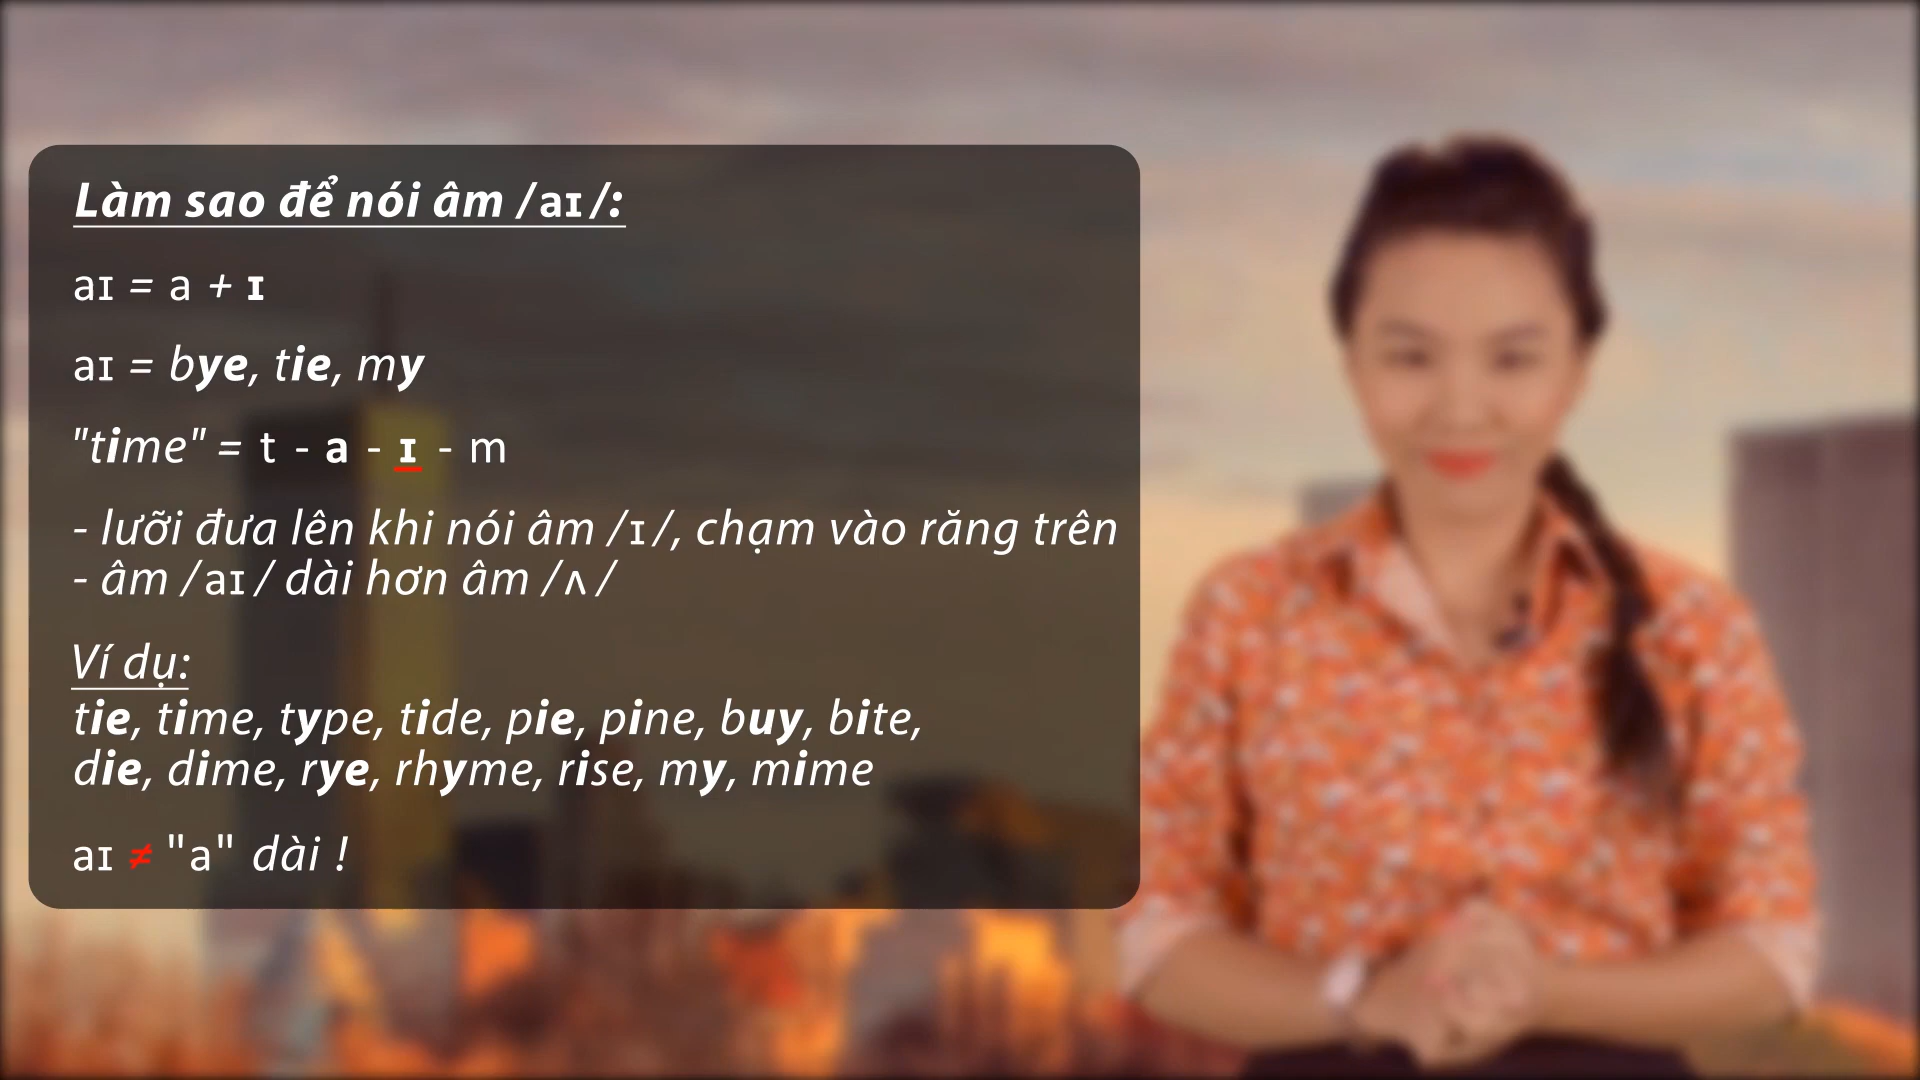 Làm sao để nói âm /aɪ/:
aɪ = a + ɪ
aɪ = bye, tie, my
"time" = t - a - ɪ - m
- lưỡi đưa lên khi nói âm /ɪ/, chạm vào răng trên
- âm /aɪ/ dài hơn âm /ʌ/
Ví dụ:
tie, time, type, tide, pie, pine, buy, bite,
die, dime, rye, rhyme, rise, my, mime
aɪ ≠ "a" dài !